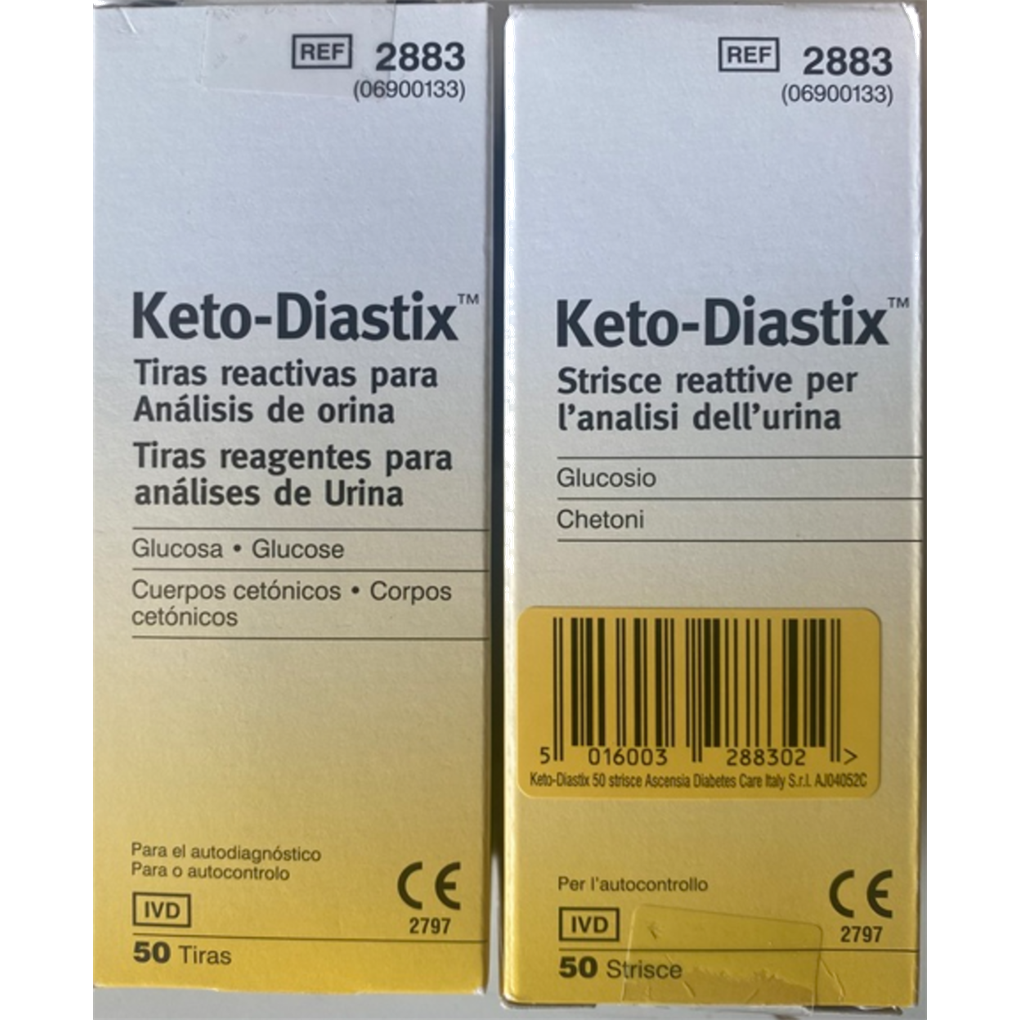 REF 2883
(06900133)
Keto-Diastix™
Tiras reactivas para
Análisis de orina
Tiras reagentes para
análises de Urina
Glucosa • Glucose
Cuerpos cetónicos • Corpos
cetónicos
Para el autodiagnóstico
Para o autocontrolo
IVD
CE
2797
50 Tiras
REF 2883
(06900133)
Keto-Diastix™
Strisce reattive per
l'analisi dell'urina
Glucosio
Chetoni
5 016003 288302 >
Keto-Diastix 50 strisce Ascensia Diabetes Care Italy S.r.l. AJ04052C
Per l'autocontrollo
IVD
CE
2797
50 Strisce